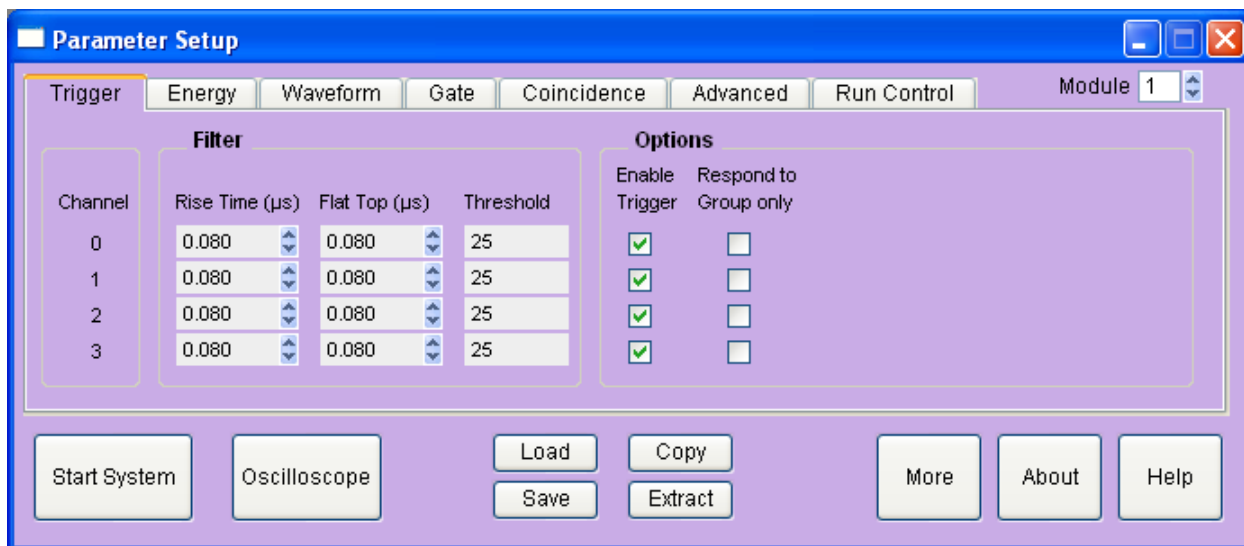 Parameter Setup
Trigger Energy Waveform Gate Coincidence Advanced Run Control Module 1
Filter Options
Enable Respond to
Channel Rise Time (µs) Flat Top (µs) Threshold Trigger Group only
0 0.080 0.080 25
1 0.080 0.080 25
2 0.080 0.080 25
3 0.080 0.080 25
Load Copy
Start System Oscilloscope More About Help
Save Extract